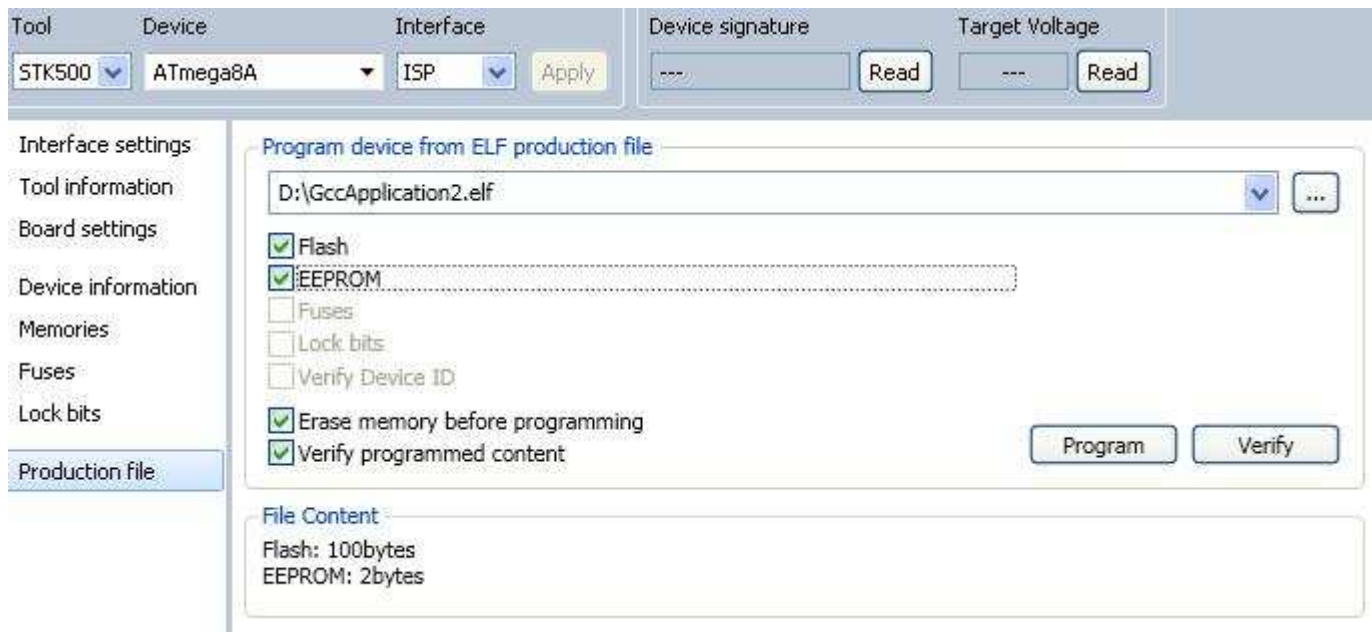 Tool Device Interface Device signature Target Voltage
STK500 ATmega8A ISP Apply --- Read --- Read
Interface settings
Tool information
Board settings
Device information
Memories
Fuses
Lock bits
Production file
Program device from ELF production file
D:\GccApplication2.elf ...
Flash
EEPROM
Fuses
Lock bits
Verify Device ID
Erase memory before programming
Verify programmed content
Program Verify
File Content
Flash: 100bytes
EEPROM: 2bytes